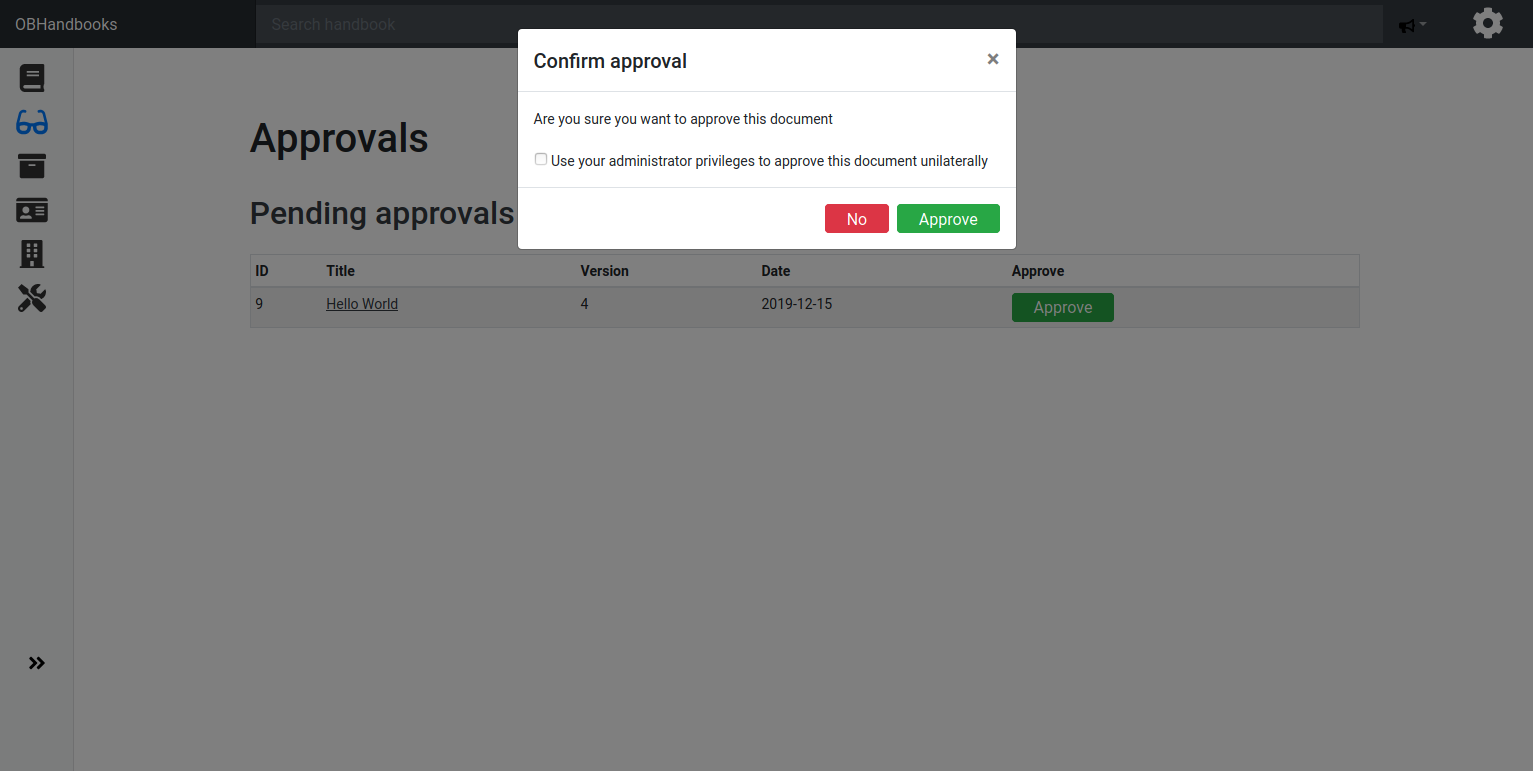 OBHandbooks
Search handbook
Confirm approval
×
Are you sure you want to approve this document
Use your administrator privileges to approve this document unilaterally
No Approve
Approvals
Pending approvals
ID Title Version Date Approve
9 Hello World 4 2019-12-15 Approve